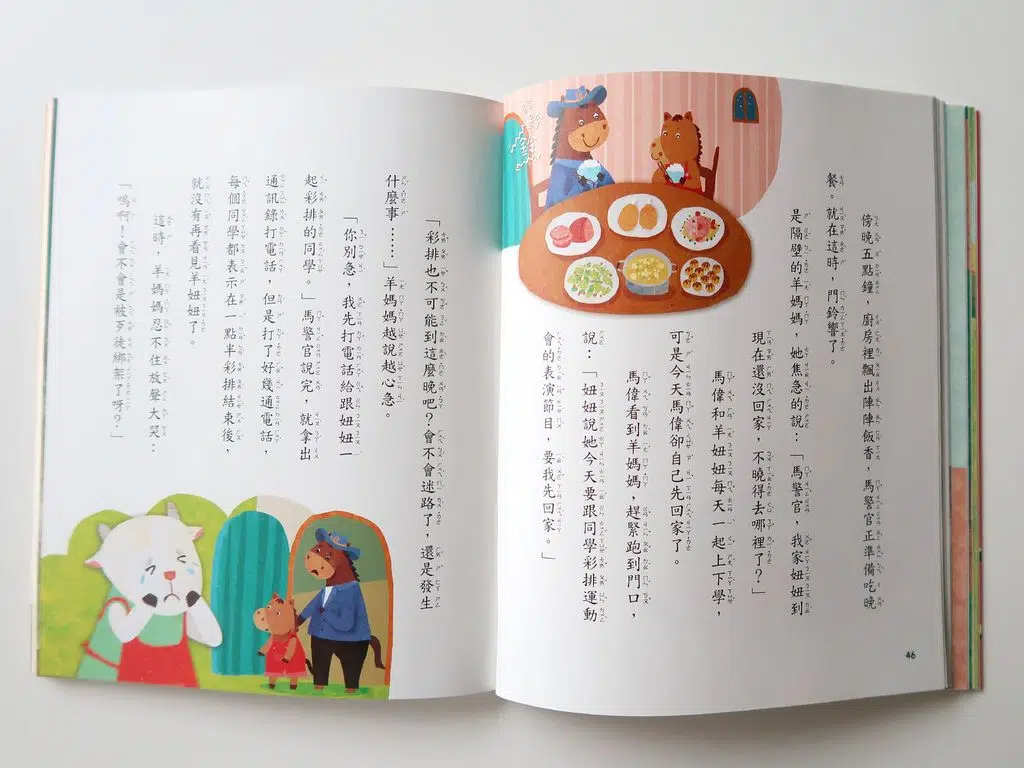 傍晚五點鐘，廚房裡飄出陣陣飯香，馬警官正準備吃晚
餐。就在這時，門鈴響了。
是隔壁的羊媽媽，她焦急的說：「馬警官，我家妞妞到
現在還沒回家，不曉得去哪裡了？」
馬偉和羊妞妞每天一起上下學，
可是今天馬偉卻自己先回家了。
馬偉看到羊媽媽，趕緊跑到門口，
說：「妞妞說她今天要跟同學彩排運動
會的表演節目，要我先回家。」
46
「彩排也不可能到這麼晚吧？會不會迷路了，還是發生
什麼事……」羊媽媽越說越心急。
「你別急，我先打電話給跟妞妞一
起彩排的同學。」馬警官說完，就拿出
通訊錄打電話，但是打了好幾通電話，
每個同學都表示在一點半彩排結束後，
就沒有再看見羊妞妞了。
這時，羊媽媽忍不住放聲大哭：
「嗚啊！會不會是被歹徒綁架了呀？」